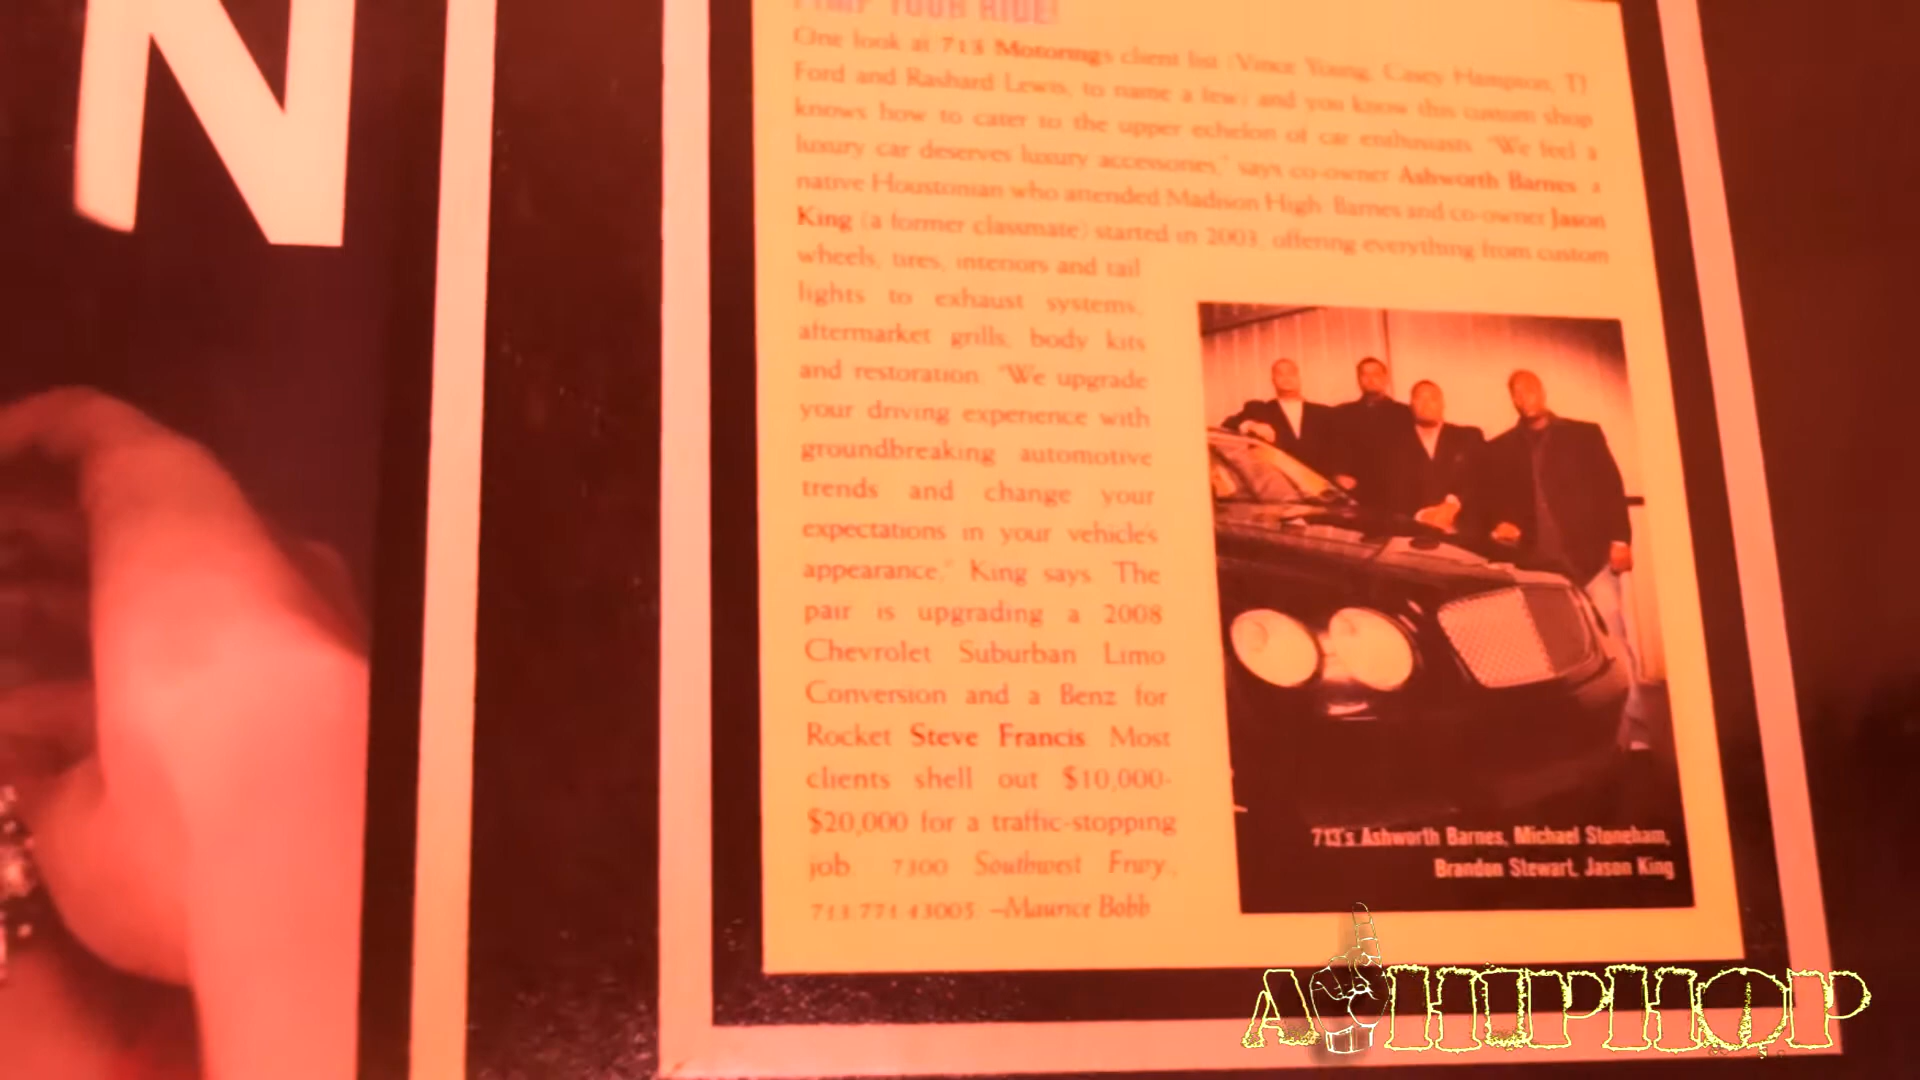 N
PIMP YOUR RIDE!
One look at 713 Motorings client list (Vince Young, Casey Hampton, TJ
Ford and Rashard Lewis, to name a few) and you know this custom shop
knows how to cater to the upper echelon of car enthusiasts. "We feel a
luxury car deserves luxury accessories," says co-owner Ashworth Barnes, a
native Houstonian who attended Madison High. Barnes and co-owner Jason
King (a former classmate) started in 2003, offering everything from custom
wheels, tires, interiors and tail
lights to exhaust systems,
aftermarket grills, body kits
and restoration. "We upgrade
your driving experience with
groundbreaking automotive
trends and change your
expectations in your vehicle's
appearance," King says. The
pair is upgrading a 2008
Chevrolet Suburban Limo
Conversion and a Benz for
Rocket Steve Francis. Most
clients shell out $10,000-
$20,000 for a traffic-stopping
job. 7300 Southwest Frwy.,
713.771.43005. —Maurice Bobb
713's Ashworth Barnes, Michael Stoneham,
Brandon Stewart, Jason King
A HIPHOP